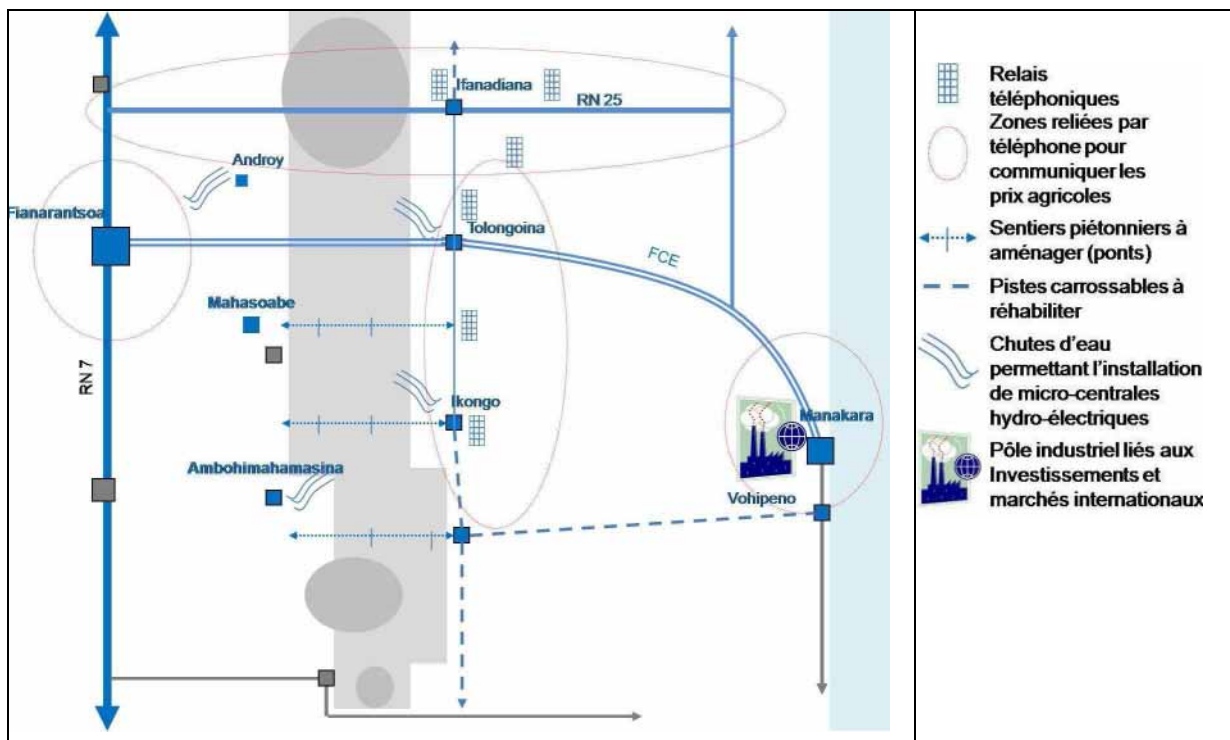 Ifanadiana
RN 25
Androy
Fianarantsoa
Tolongoina
FCE
Mahasoabe
RN 7
Ikongo
Manakara
Ambohimahamasina
Vohipeno
Relais
téléphoniques
Zones reliées par
téléphone pour
communiquer les
prix agricoles
Sentiers piétonniers à
aménager (ponts)
Pistes carrossables à
réhabiliter
Chutes d'eau
permettant l'installation
de micro-centrales
hydro-électriques
Pôle industriel liés aux
Investissements et
marchés internationaux